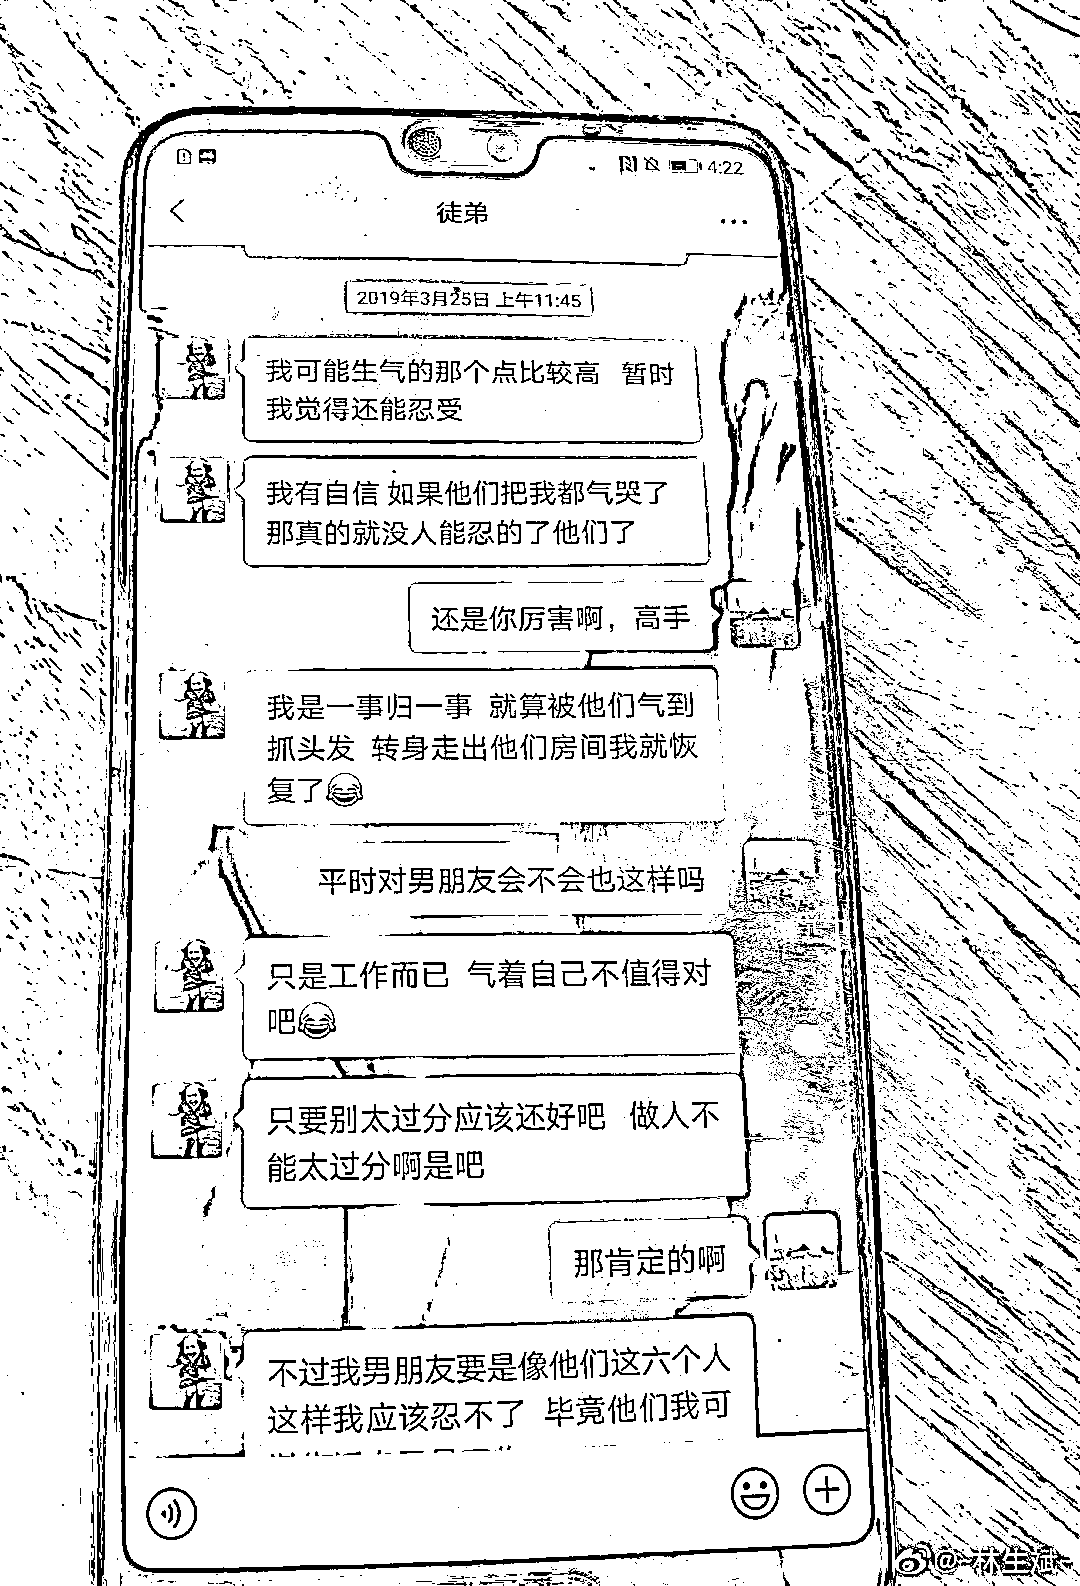 4:22
徒弟
2019年3月25日 上午11:45
我可能生气的那个点比较高 暂时
我觉得还能忍受
我有自信 如果他们把我都气哭了
那真的就没人能忍的了他们了
还是你厉害啊，高手
我是一事归一事 就算被他们气到
抓头发 转身走出他们房间我就恢
复了😂
平时对男朋友会不会也这样吗
只是工作而已 气着自己不值得对
吧😂
只要别太过分应该还好吧 做人不
能太过分啊是吧
那肯定的啊
不过我男朋友要是像他们这六个人
这样我应该忍不了 毕竟他们我可
@-林生斌-